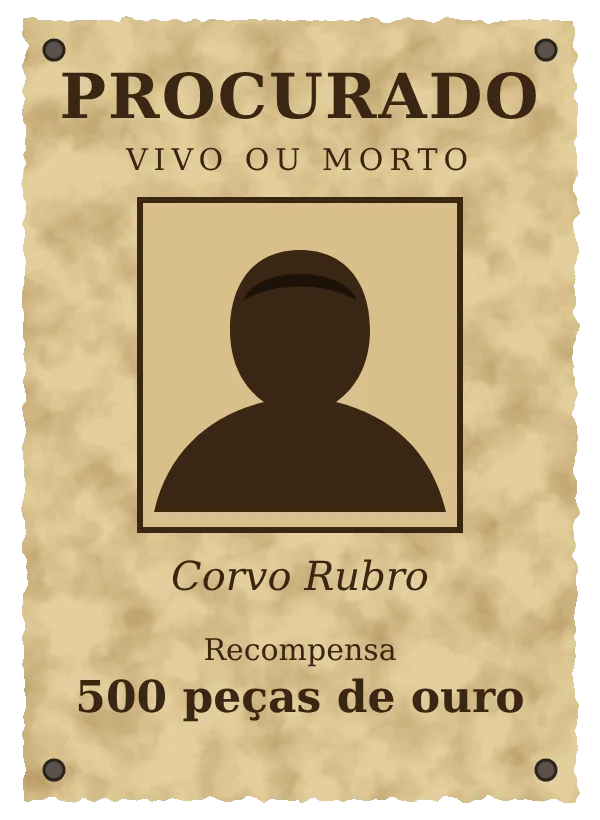 PROCURADO
VIVO OU MORTO
Corvo Rubro
Recompensa
500 peças de ouro